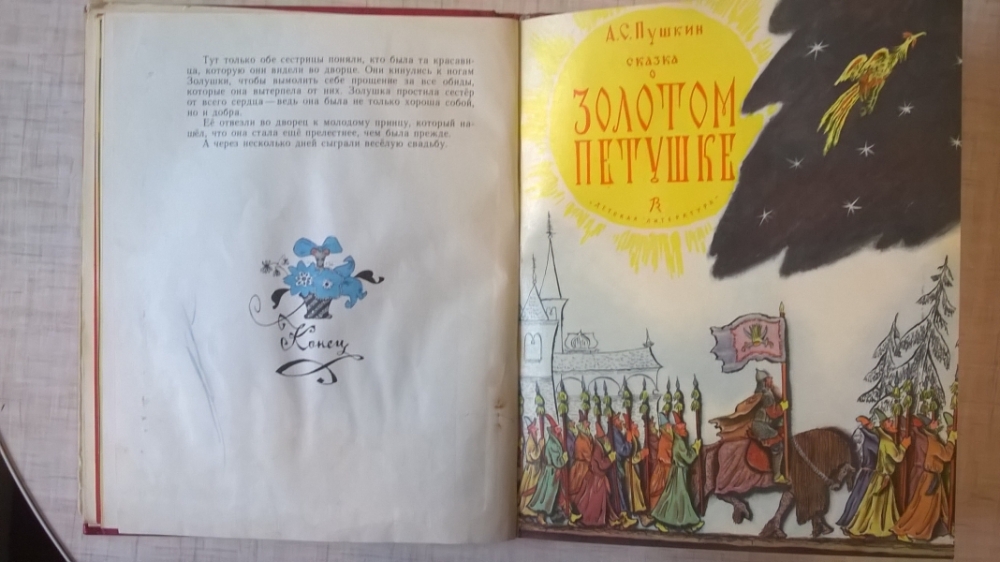 Тут только обе сестрицы поняли, кто была та красави-
ца, которую они видели во дворце. Они кинулись к ногам
Золушки, чтобы вымолить себе прощение за все обиды,
которые она вытерпела от них. Золушка простила сестёр
от всего сердца — ведь она была не только хороша собой,
но и добра.
Её отвезли во дворец к молодому принцу, который на-
шёл, что она стала ещё прелестнее, чем была прежде.
А через несколько дней сыграли весёлую свадьбу.
Конец
А.С.Пушкин
сказка
о
ЗОЛОТОМ
ПЕТУШКЕ
„Детская литература“